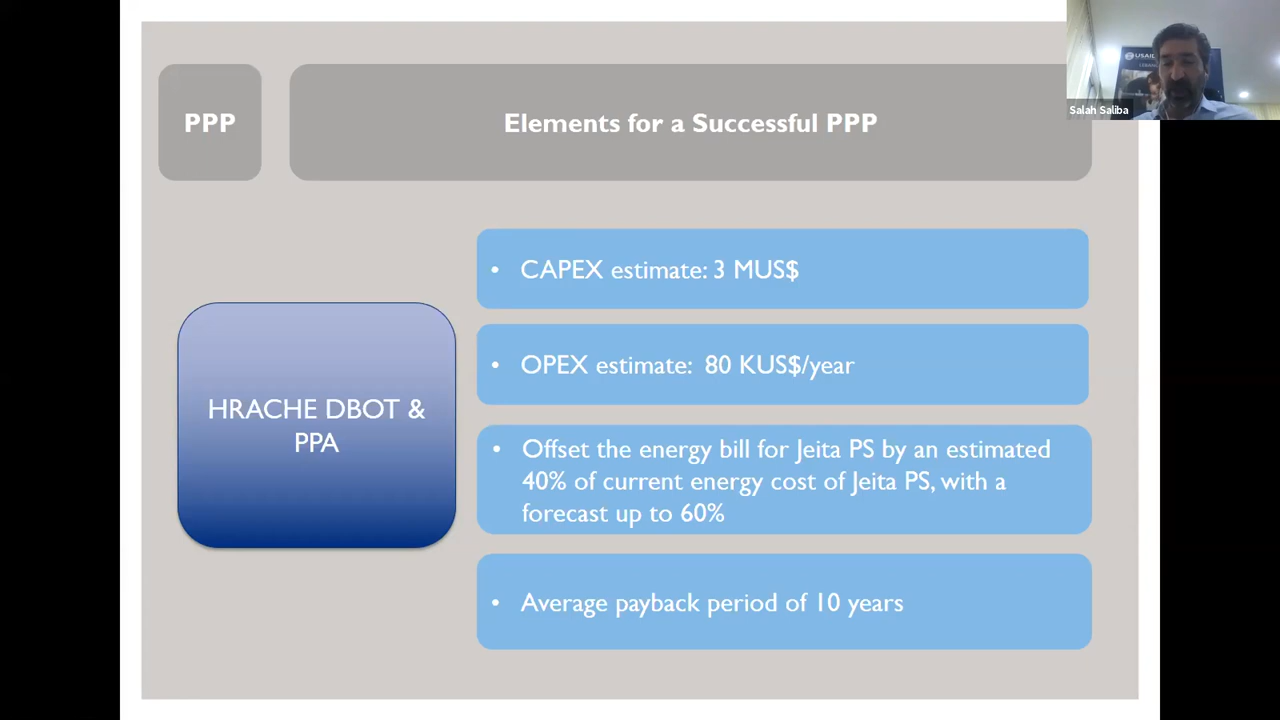 PPP
Elements for a Successful PPP
USAID
Salah Saliba
• CAPEX estimate: 3 MUS$
• OPEX estimate: 80 KUS$/year
HRACHE DBOT &
PPA
• Offset the energy bill for Jeita PS by an estimated
40% of current energy cost of Jeita PS, with a
forecast up to 60%
• Average payback period of 10 years